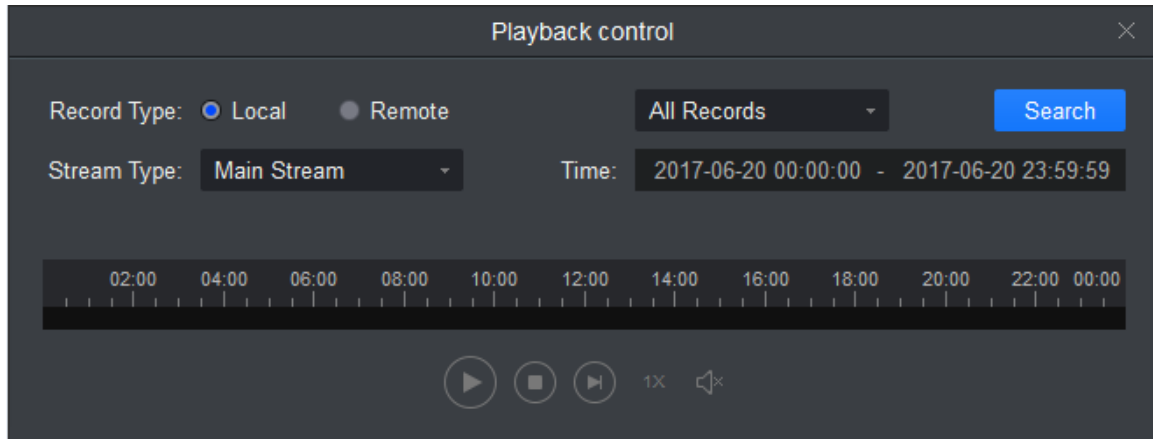 Playback control
Record Type: Local Remote All Records Search
Stream Type: Main Stream Time: 2017-06-20 00:00:00 - 2017-06-20 23:59:59
02:00 04:00 06:00 08:00 10:00 12:00 14:00 16:00 18:00 20:00 22:00 00:00
1X